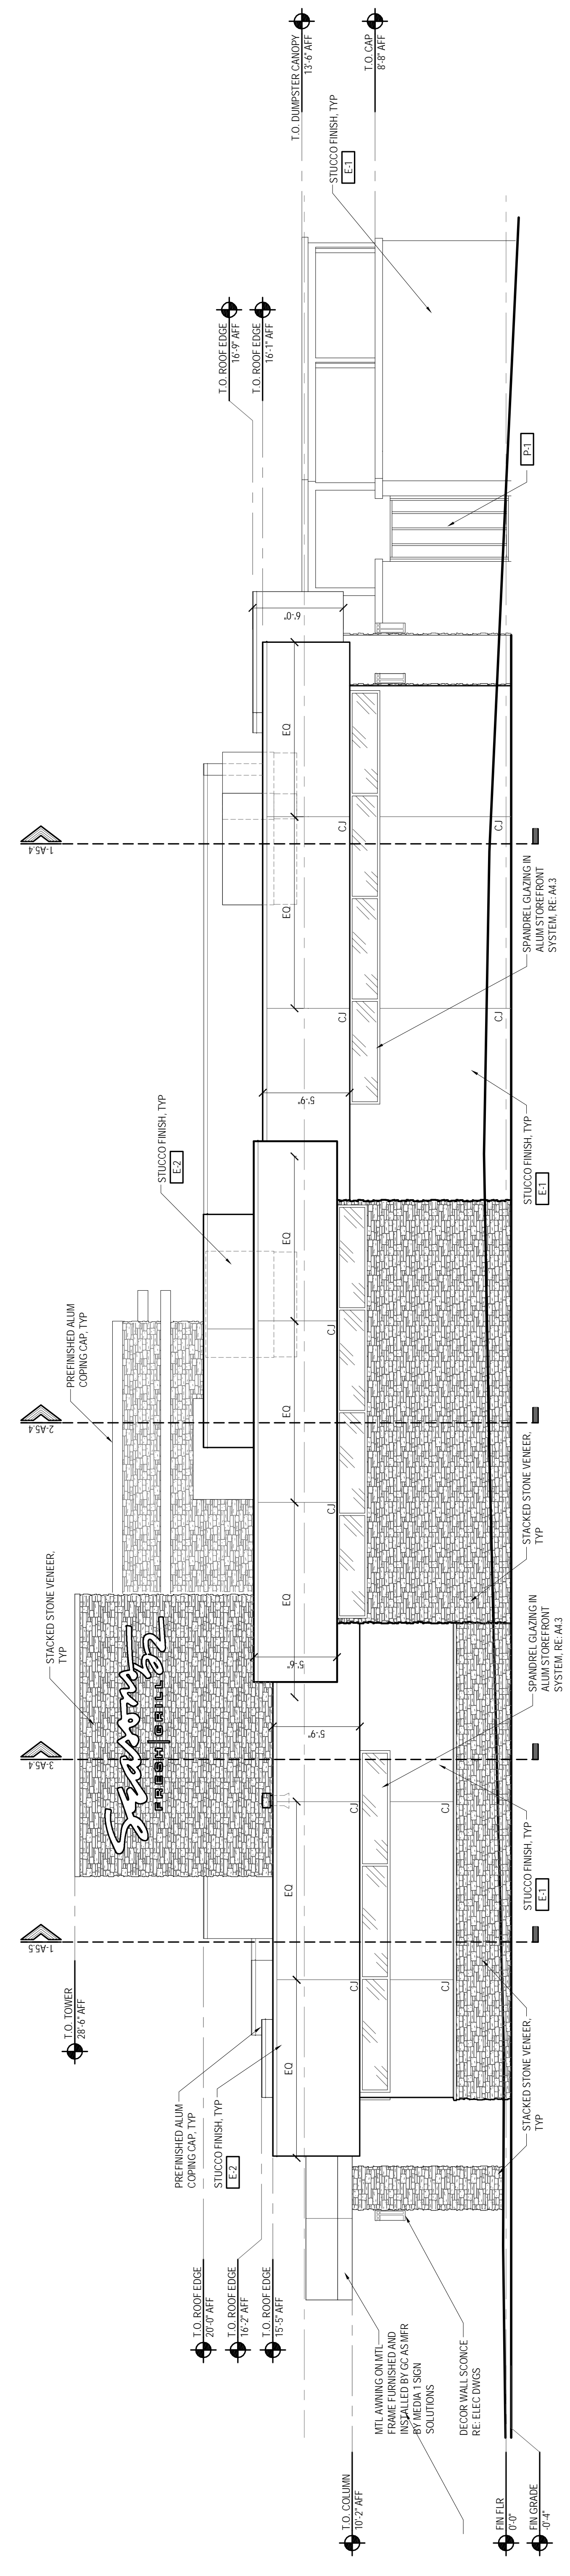 T.O. TOWER
28'-6" AFF
T.O. ROOF EDGE
20'-0" AFF
T.O. ROOF EDGE
16'-2" AFF
T.O. ROOF EDGE
15'-5" AFF
T.O. COLUMN
10'-2" AFF
FIN FLR
0'-0"
FIN GRADE
-0'-4"
MTL AWNING ON MTL
FRAME FURNISHED AND
INSTALLED BY GC AS MFR
BY MEDIA 1 SIGN
SOLUTIONS
DECOR WALL SCONCE
RE: ELEC DWGS
PREFINISHED ALUM
COPING CAP, TYP
STUCCO FINISH, TYP
E-2
1-A5.5
3-A5.4
2-A5.4
1-A5.4
STACKED STONE VENEER,
TYP
Seasons 52
FRESH GRILL
PREFINISHED ALUM
COPING CAP, TYP
STUCCO FINISH, TYP
E-2
EQ
EQ
EQ
EQ
EQ
EQ
EQ
5'-9"
5'-6"
5'-9"
6'-0"
CJ
CJ
CJ
CJ
CJ
CJ
CJ
CJ
CJ
CJ
STACKED STONE VENEER,
TYP
STUCCO FINISH, TYP
E-1
SPANDREL GLAZING IN
ALUM STOREFRONT
SYSTEM, RE: A4.3
STACKED STONE VENEER,
TYP
STUCCO FINISH, TYP
E-1
SPANDREL GLAZING IN
ALUM STOREFRONT
SYSTEM, RE: A4.3
P-1
T.O. ROOF EDGE
16'-9" AFF
T.O. ROOF EDGE
16'-1" AFF
STUCCO FINISH, TYP
E-1
T.O. DUMPSTER CANOPY
13'-6" AFF
T.O. CAP
8'-8" AFF